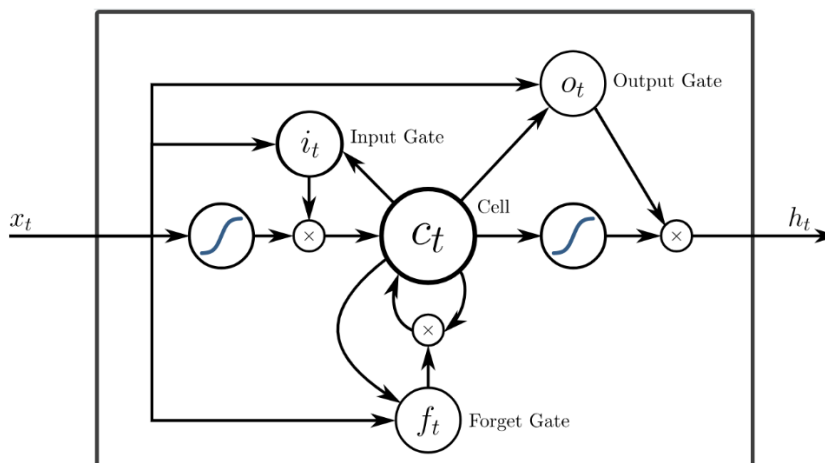 o_t Output Gate
i_t Input Gate
x_t
×
c_t
Cell
×
h_t
×
f_t Forget Gate